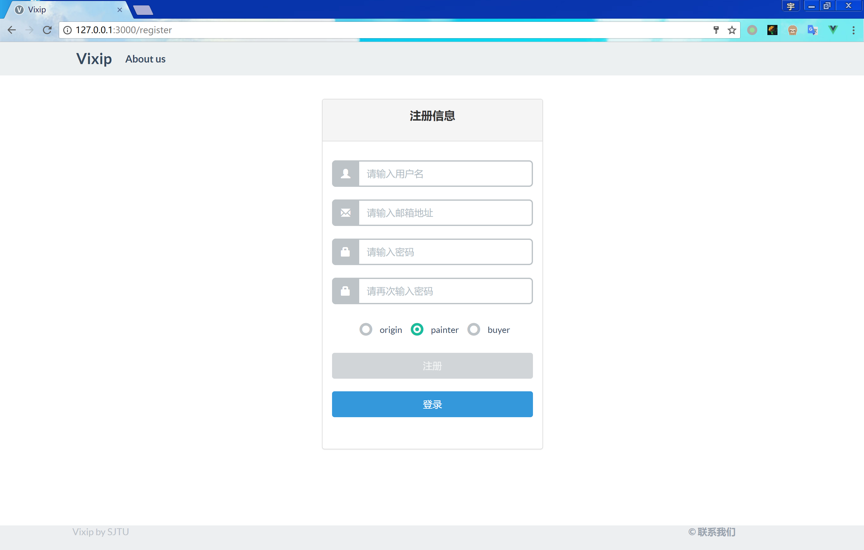 Vixip
宇
127.0.0.1:3000/register
Vixip About us
注册信息
请输入用户名
请输入邮箱地址
请输入密码
请再次输入密码
origin painter buyer
注册
登录
Vixip by SJTU © 联系我们